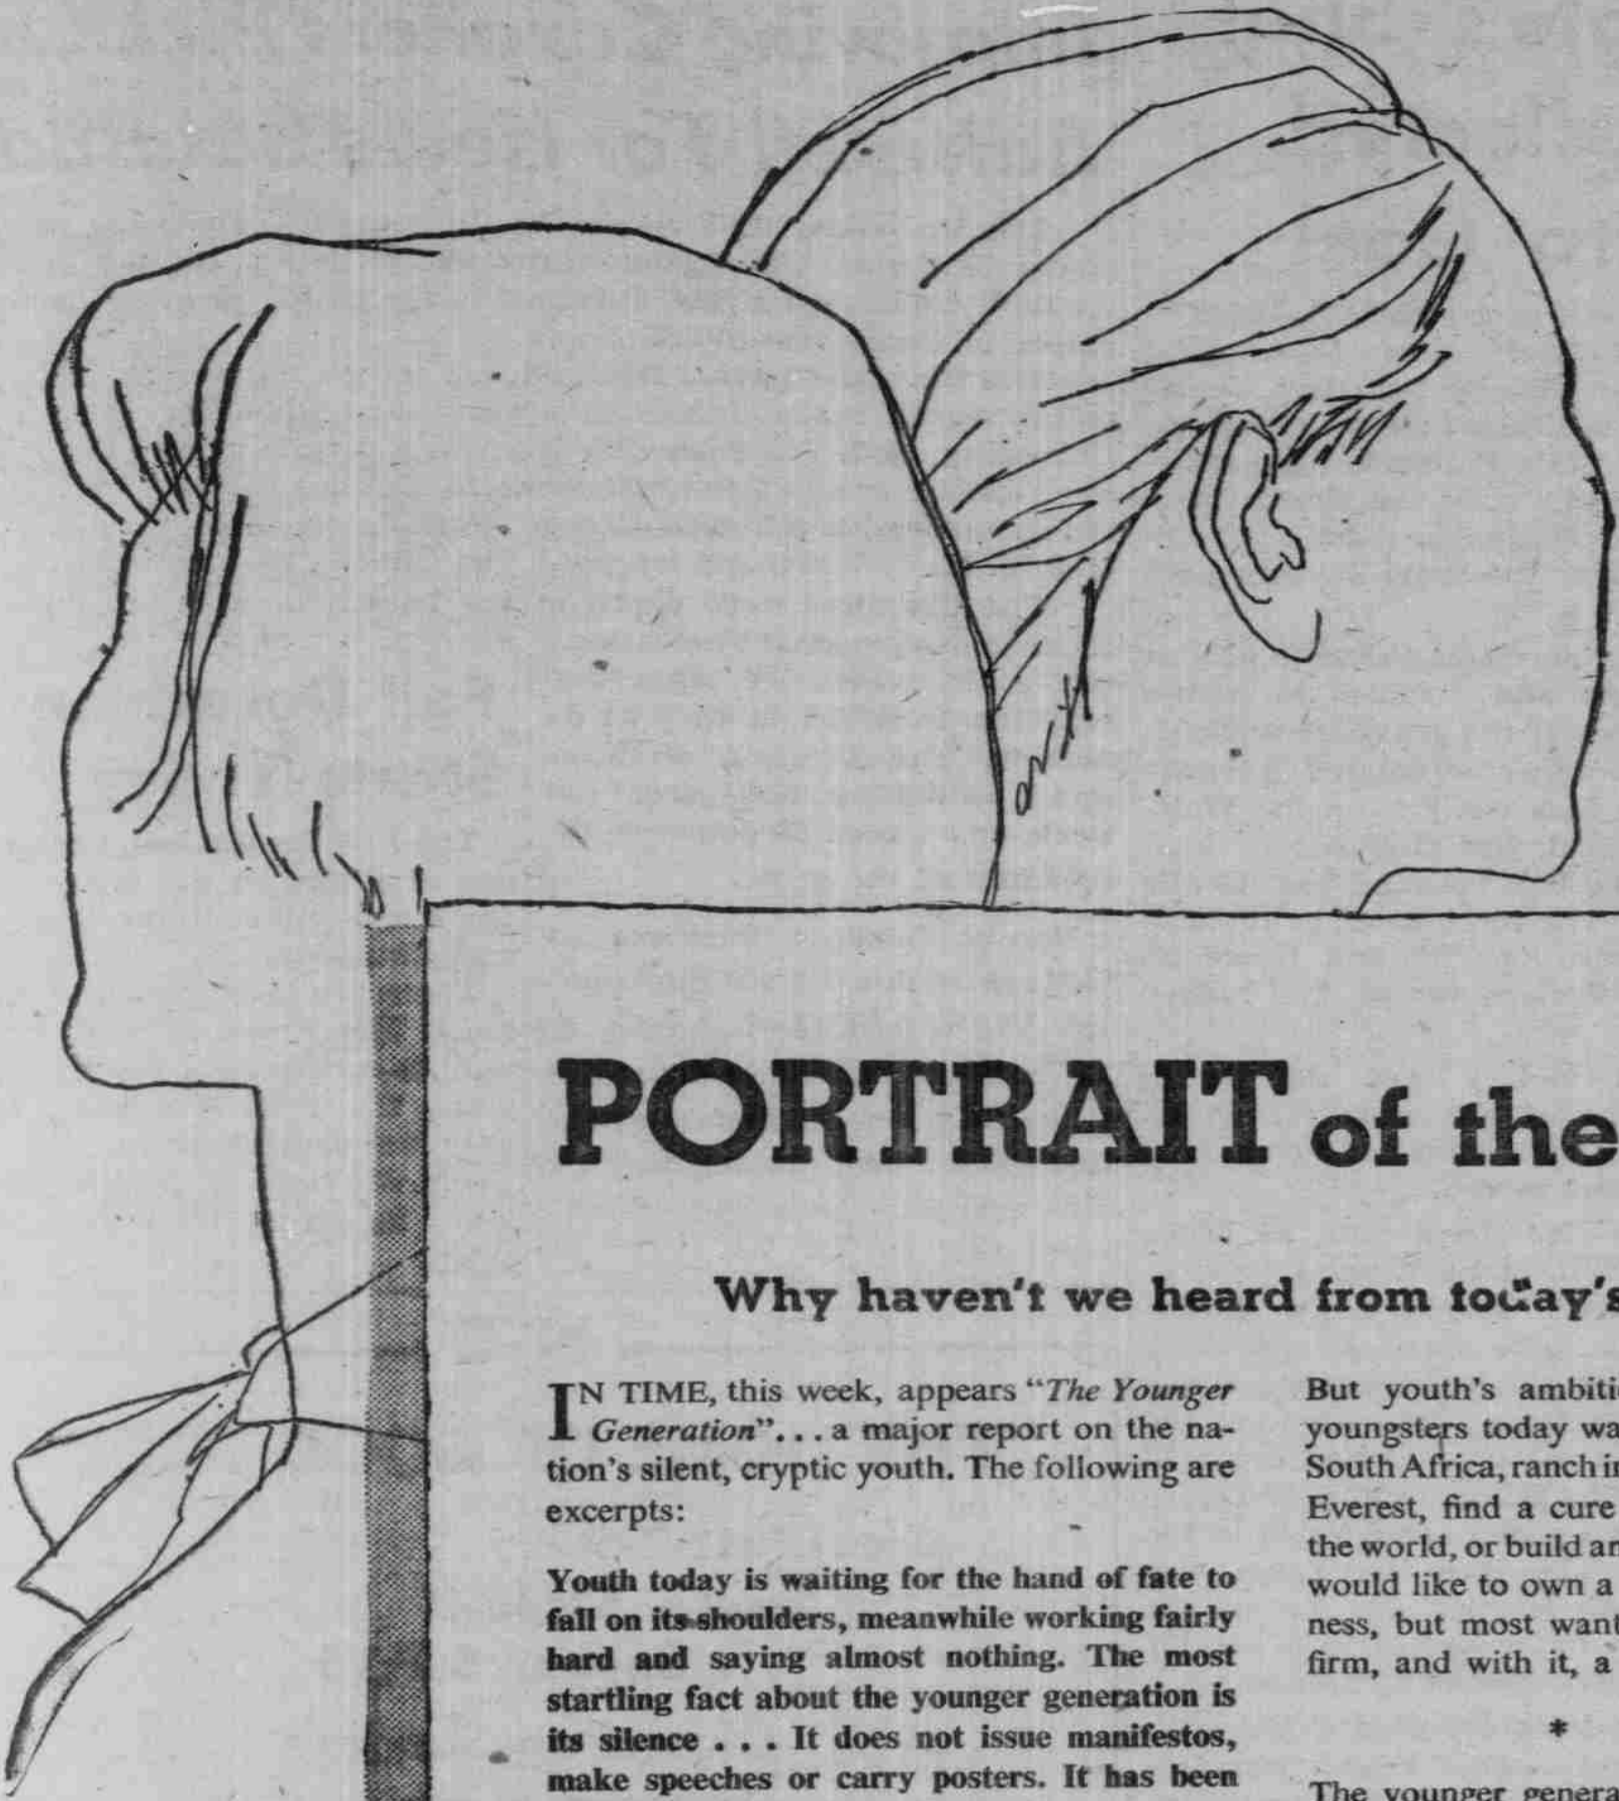 PORTRAIT of the
Why haven't we heard from today's
IN TIME, this week, appears "The Younger
Generation"... a major report on the na-
tion's silent, cryptic youth. The following are
excerpts:
Youth today is waiting for the hand of fate to
fall on its shoulders, meanwhile working fairly
hard and saying almost nothing. The most
startling fact about the younger generation is
its silence . . . It does not issue manifestos,
make speeches or carry posters. It has been
But youth's
youngsters today
South Africa, ranch
Everest, find a cure
the world, or build
would like to own a
ness, but most want
firm, and with it, a
*
The younger